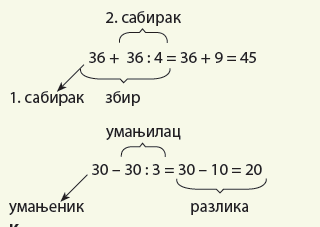 2. сабирак
36 + 36 : 4 = 36 + 9 = 45
1. сабирак збир
умањилац
30 – 30 : 3 = 30 – 10 = 20
умањеник разлика